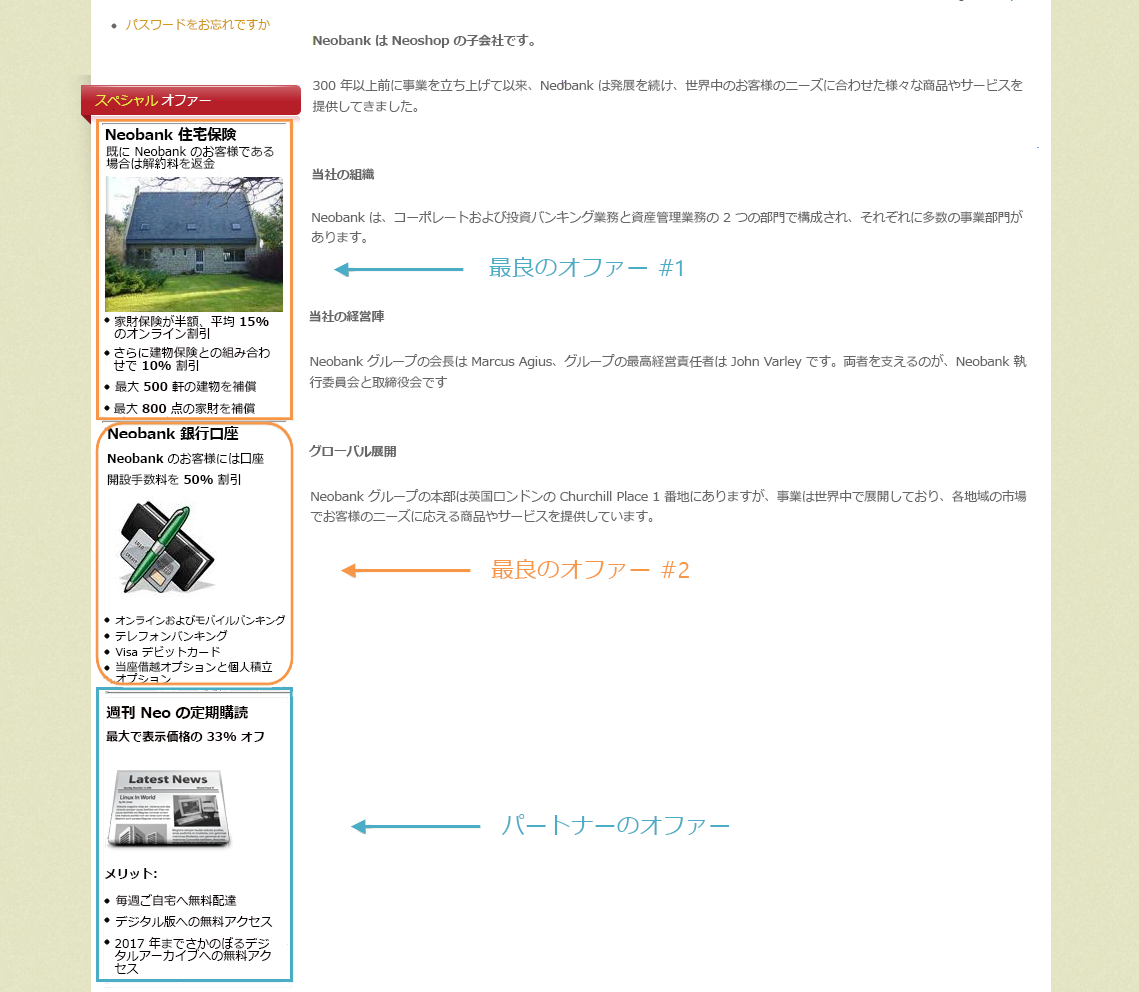 パスワードをお忘れですか
スペシャル オファー
Neobank 住宅保険
既に Neobank のお客様である
場合は解約料を返金
家財保険が半額、平均 15%
のオンライン割引
さらに建物保険との組み合わ
せで 10% 割引
最大 500 軒の建物を補償
最大 800 点の家財を補償
Neobank 銀行口座
Neobank のお客様には口座
開設手数料を 50% 割引
オンラインおよびモバイルバンキング
テレフォンバンキング
Visa デビットカード
当座借越オプションと個人積立
オプション
週刊 Neo の定期購読
最大で表示価格の 33% オフ
Latest News
Linux In World
メリット:
毎週ご自宅へ無料配達
デジタル版への無料アクセス
2017 年までさかのぼるデジ
タルアーカイブへの無料アク
セス
Neobank は Neoshop の子会社です。
300 年以上前に事業を立ち上げて以来、Neobank は発展を続け、世界中のお客様のニーズに合わせた様々な商品やサービスを
提供してきました。
当社の組織
Neobank は、コーポレートおよび投資バンキング業務と資産管理業務の 2 つの部門で構成され、それぞれに多数の事業部門が
あります。
最良のオファー #1
当社の経営陣
Neobank グループの会長は Marcus Agius、グループの最高経営責任者は John Varley です。両者を支えるのが、Neobank 執
行委員会と取締役会です
グローバル展開
Neobank グループの本部は英国ロンドンの Churchill Place 1 番地にありますが、事業は世界中で展開しており、各地域の市場
でお客様のニーズに応える商品やサービスを提供しています。
最良のオファー #2
パートナーのオファー